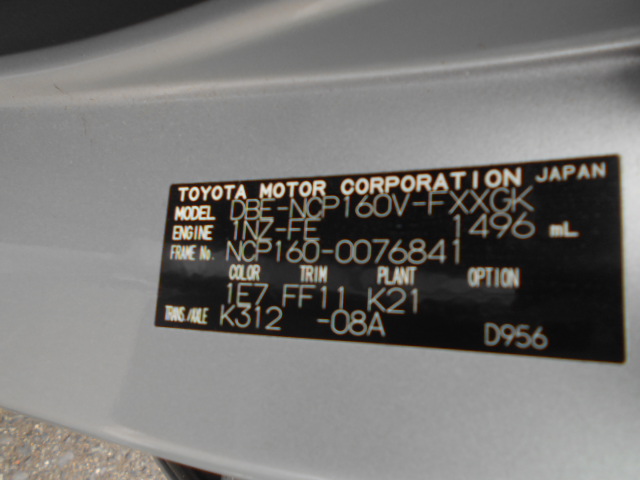 TOYOTA MOTOR CORPORATION JAPAN
MODEL DBE-NCP160V-FXXGK
ENGINE 1NZ-FE 1496 mL
FRAME No. NCP160-0076841
COLOR TRIM PLANT OPTION
1E7 FF11 K21
TRANS./AXLE K312 -08A D956